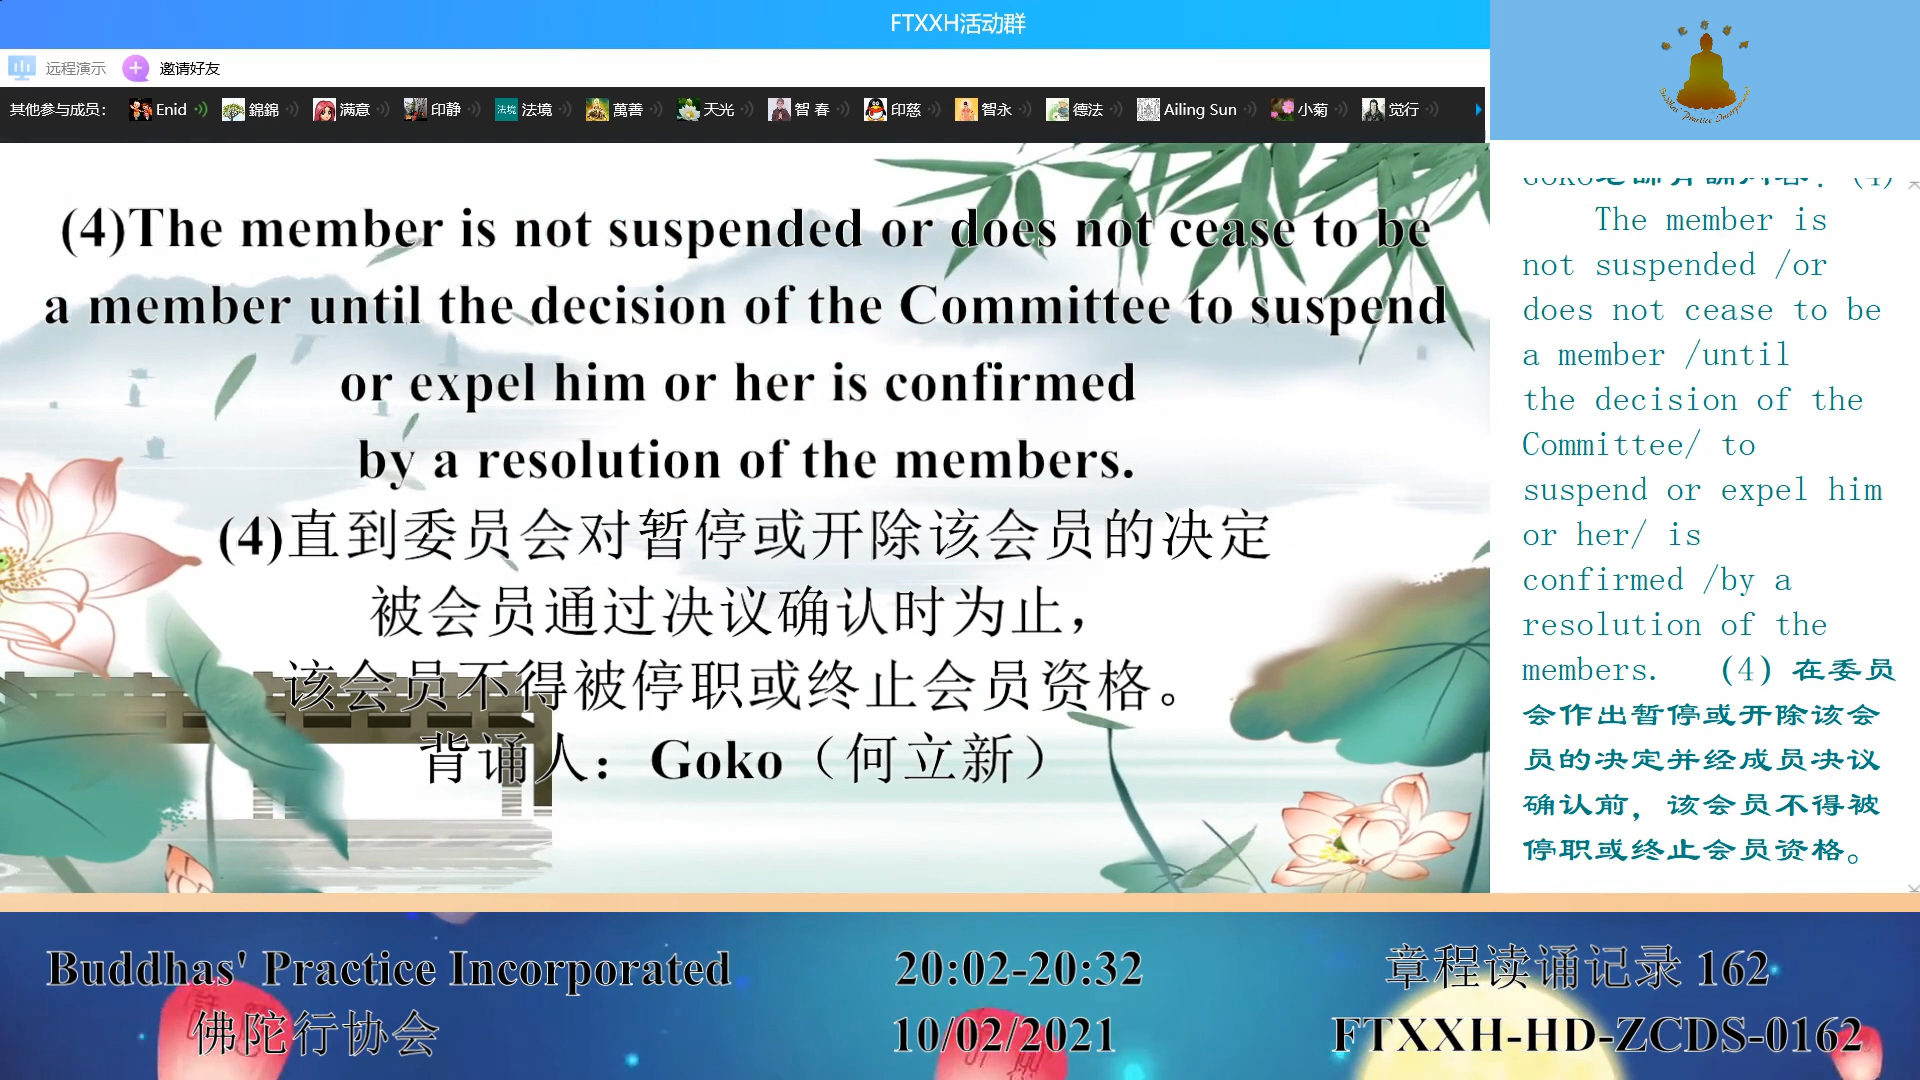 FTXXH活动群
远程演示 邀请好友
其他参与成员: Enid 錦錦 满意 印静 法境 法境 萬善 天光 智 春 印慈 智永 德法 Ailing Sun 小菊 觉行
(4)The member is not suspended or does not cease to be
a member until the decision of the Committee to suspend
or expel him or her is confirmed
by a resolution of the members.
(4)直到委员会对暂停或开除该会员的决定
被会员通过决议确认时为止，
该会员不得被停职或终止会员资格。
背诵人：Goko（何立新）
The member is
not suspended /or
does not cease to be
a member /until
the decision of the
Committee/ to
suspend or expel him
or her/ is
confirmed /by a
resolution of the
members. (4) 在委员
会作出暂停或开除该会
员的决定并经成员决议
确认前，该会员不得被
停职或终止会员资格。
Buddhas' Practice Incorporated
佛陀行协会
20:02-20:32
10/02/2021
章程读诵记录 162
FTXXH-HD-ZCDS-0162